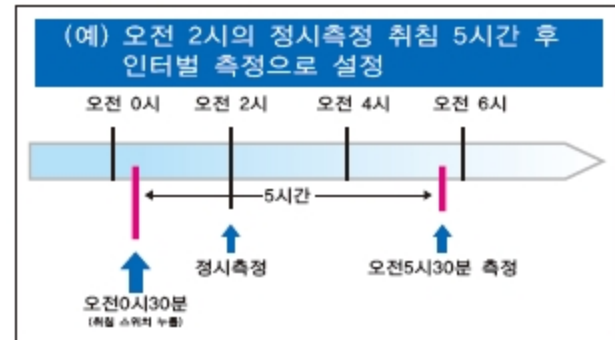 (예) 오전 2시의 정시측정 취침 5시간 후
인터벌 측정으로 설정
오전 0시
오전 2시
오전 4시
오전 6시
5시간
정시측정
오전5시30분 측정
오전0시30분
(취침 스위치 누름)